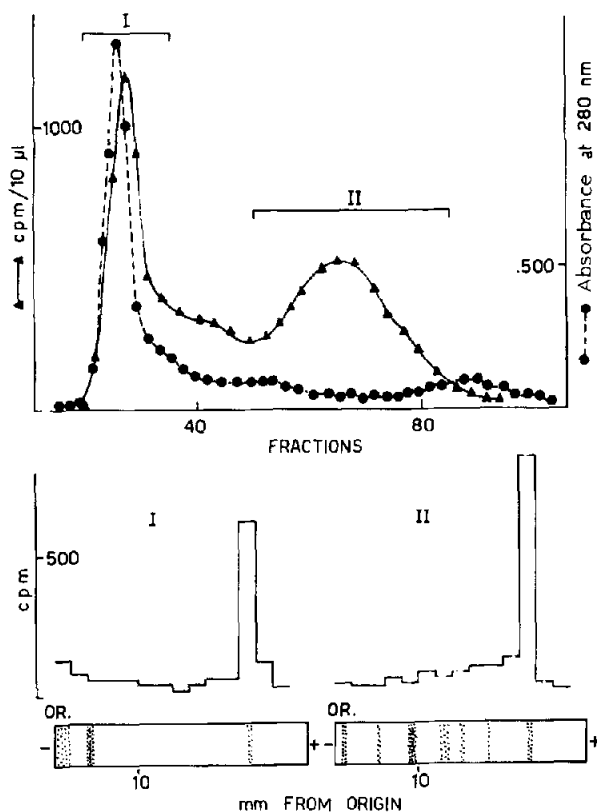 I
1000
cpm/10 µl
Absorbance at 280 nm
II
.500
40
80
FRACTIONS
I
II
500
cpm
OR.
OR.
- + - +
10
10
mm FROM ORIGIN